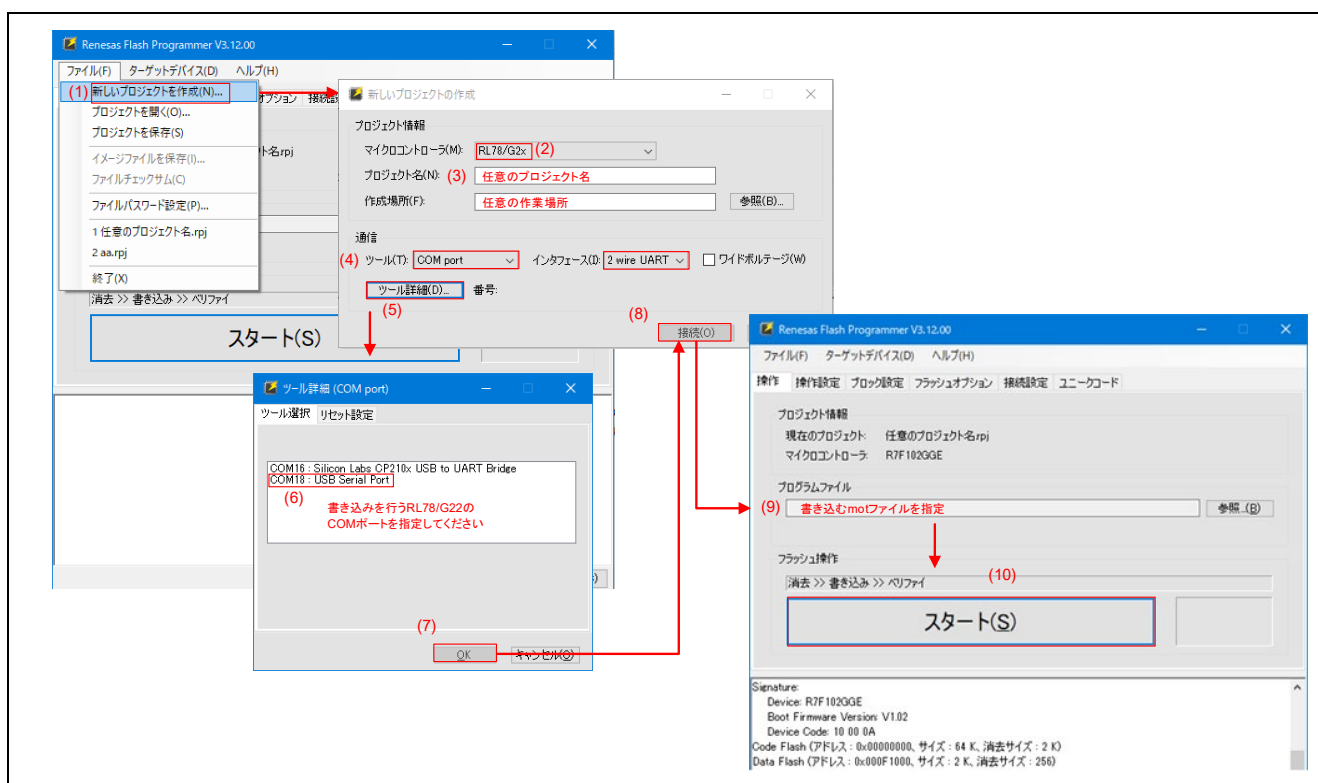 Renesas Flash Programmer V3.12.00
ファイル(F) ターゲットデバイス(D) ヘルプ(H)
(1) 新しいプロジェクトを作成(N)...
プロジェクトを開く(O)...
プロジェクトを保存(S)
イメージファイルを保存(I)...
ファイルチェックサム(C)
ファイルパスワード設定(P)...
1 任意のプロジェクト名.rpj
2 aa.rpj
終了(X)
オプション 接続設
ト名rpj
消去 >> 書き込み >> ベリファイ
スタート(S)
新しいプロジェクトの作成
プロジェクト情報
マイクロコントローラ(M): RL78/G2x (2)
プロジェクト名(N): (3) 任意のプロジェクト名
作成場所(F): 任意の作業場所 参照(B)...
通信
(4) ツール(T): COM port インタフェース(I): 2 wire UART ワイドボルテージ(W)
ツール詳細(D)... 番号:
(5)
(8)
接続(O)
ツール詳細 (COM port)
ツール選択 リセット設定
COM16 : Silicon Labs CP210x USB to UART Bridge
COM18 : USB Serial Port
(6)
書き込みを行うRL78/G22の
COMポートを指定してください
(7)
OK キャンセル(C)
Renesas Flash Programmer V3.12.00
ファイル(F) ターゲットデバイス(D) ヘルプ(H)
操作 操作設定 ブロック設定 フラッシュオプション 接続設定 ユニークコード
プロジェクト情報
現在のプロジェクト: 任意のプロジェクト名rpj
マイクロコントローラ: R7F102GGE
プログラムファイル
(9) 書き込むmotファイルを指定 参照...(B)
フラッシュ操作
消去 >> 書き込み >> ベリファイ
(10)
スタート(S)
Signature:
Device: R7F102GGE
Boot Firmware Version: V1.02
Device Code: 10 00 0A
Code Flash (アドレス : 0x00000000, サイズ : 64 K, 消去サイズ : 2 K)
Data Flash (アドレス : 0x000F1000, サイズ : 2 K, 消去サイズ : 256)